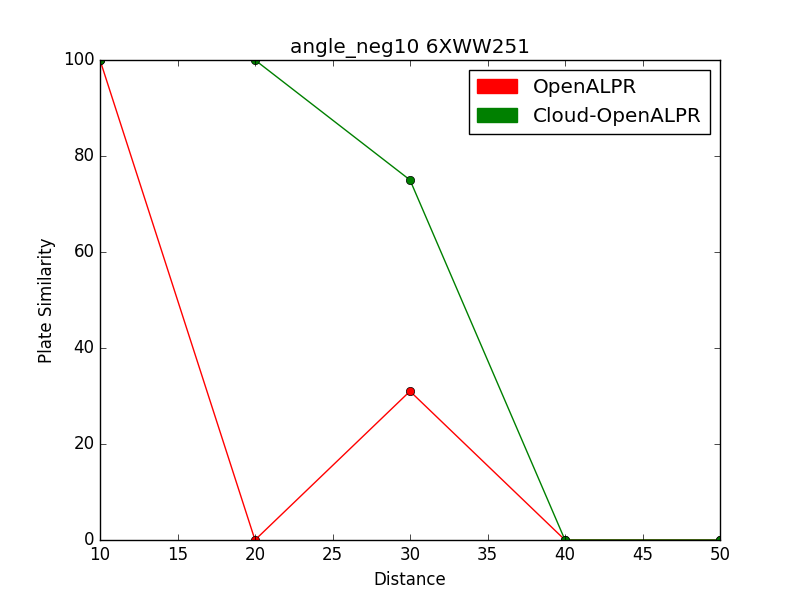 angle_neg10 6XWW251
OpenALPR
Cloud-OpenALPR
100
80
60
40
20
0
Plate Similarity
10 15 20 25 30 35 40 45 50
Distance